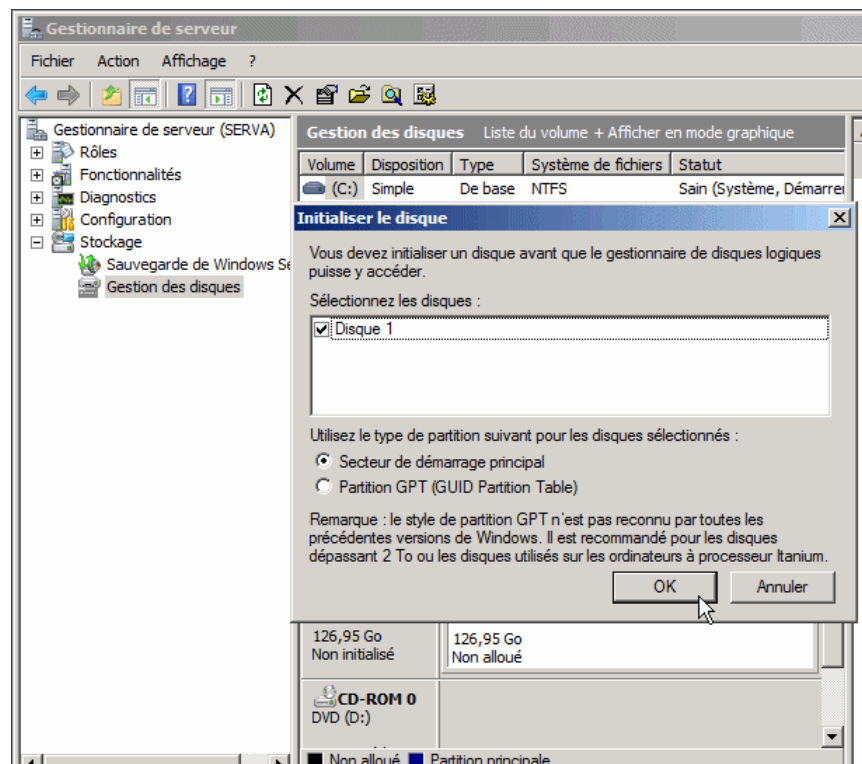 Gestionnaire de serveur
Fichier Action Affichage ?
Gestionnaire de serveur (SERVA)
Rôles
Fonctionnalités
Diagnostics
Configuration
Stockage
Sauvegarde de Windows Se
Gestion des disques
Gestion des disques Liste du volume + Afficher en mode graphique
Volume Disposition Type Système de fichiers Statut
(C:) Simple De base NTFS Sain (Système, Démarrer
Initialiser le disque
Vous devez initialiser un disque avant que le gestionnaire de disques logiques
puisse y accéder.
Sélectionnez les disques :
Disque 1
Utilisez le type de partition suivant pour les disques sélectionnés :
Secteur de démarrage principal
Partition GPT (GUID Partition Table)
Remarque : le style de partition GPT n'est pas reconnu par toutes les
précédentes versions de Windows. Il est recommandé pour les disques
dépassant 2 To ou les disques utilisés sur les ordinateurs à processeur Itanium.
OK Annuler
126,95 Go
Non initialisé
126,95 Go
Non alloué
CD-ROM 0
DVD (D:)
Non alloué Partition principale